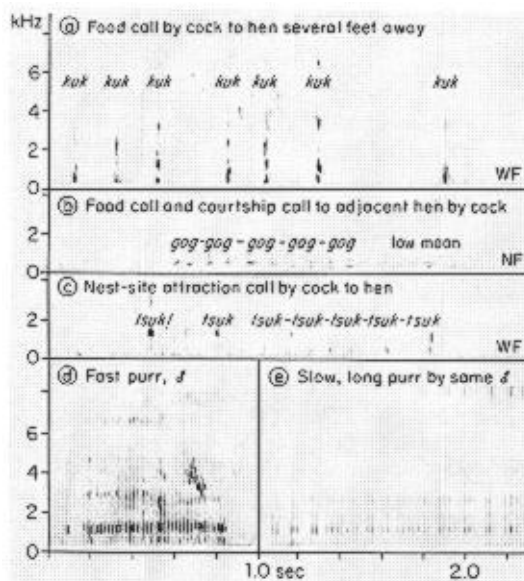 kHz
ⓐ Food call by cock to hen several feet away
6
kuk kuk kuk kuk kuk kuk kuk
4
2
0
WF
ⓑ Food call and courtship call to adjacent hen by cock
2
gog-gog-gog-gog-gog low mean
0
NF
ⓒ Nest-site attraction call by cock to hen
2
tsuk! tsuk tsuk-tsuk-tsuk-tsuk-tsuk
0
WF
ⓓ Fast purr, ♂
ⓔ Slow, long purr by same ♂
6
4
2
0
1.0 sec 2.0